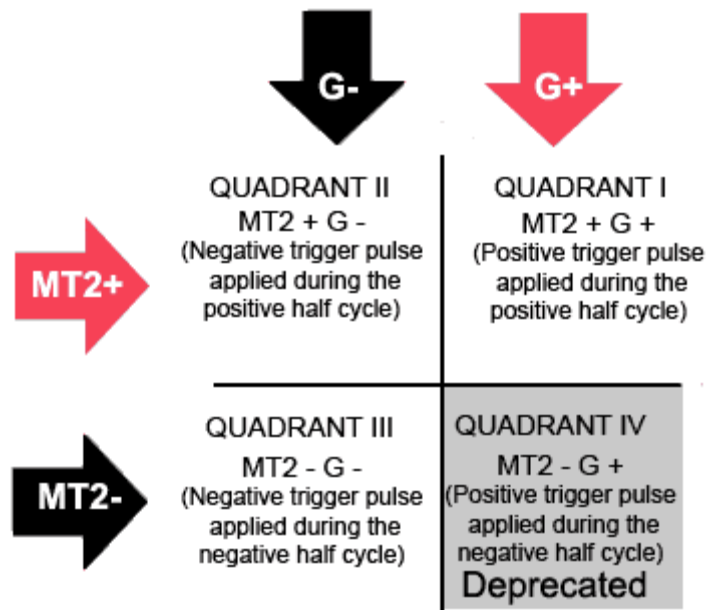 G-
G+
QUADRANT II
MT2 + G -
(Negative trigger pulse
applied during the
positive half cycle)
QUADRANT I
MT2 + G +
(Positive trigger pulse
applied during the
positive half cycle)
MT2+
QUADRANT III
MT2 - G -
(Negative trigger pulse
applied during the
negative half cycle)
QUADRANT IV
MT2 - G +
(Positive trigger pulse
applied during the
negative half cycle)
Deprecated
MT2-